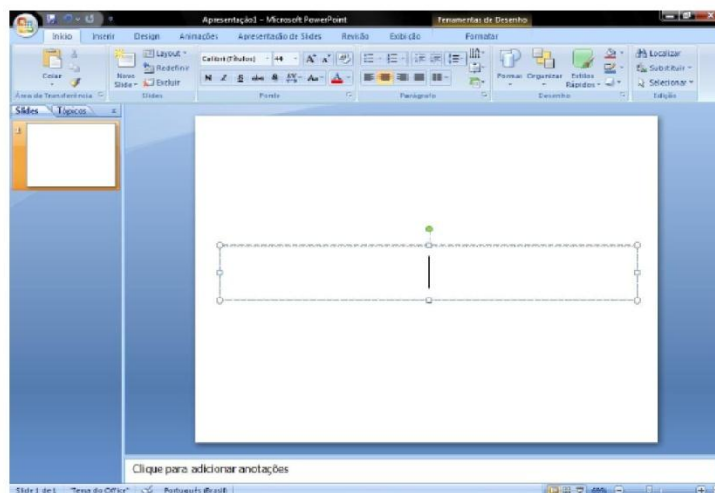 Apresentação1 - Microsoft PowerPoint
Ferramentas de Desenho
Início Inserir Design Animações Apresentação de Slides Revisão Exibição Formatar
Colar
Novo Slide
Layout
Redefinir
Excluir
Calibri (Títulos) 44
Formas Organizar Estilos Rápidos
Localizar
Substituir
Selecionar
Área de Transferência Slides Fonte Parágrafo Desenho Edição
Slides Tópicos
1
Clique para adicionar anotações
Slide 1 de 1 "Tema do Office" Português (Brasil)